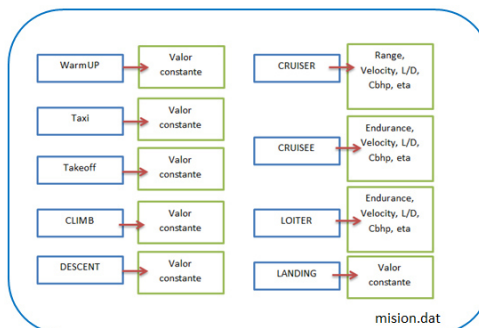 WarmUP
Valor
constante
Taxi
Valor
constante
Takeoff
Valor
constante
CLIMB
Valor
constante
DESCENT
Valor
constante
CRUISER
Range,
Velocity, L/D,
Cbhp, eta
CRUISEE
Endurance,
Velocity, L/D,
Cbhp, eta
LOITER
Endurance,
Velocity, L/D,
Cbhp, eta
LANDING
Valor
constante
mision.dat